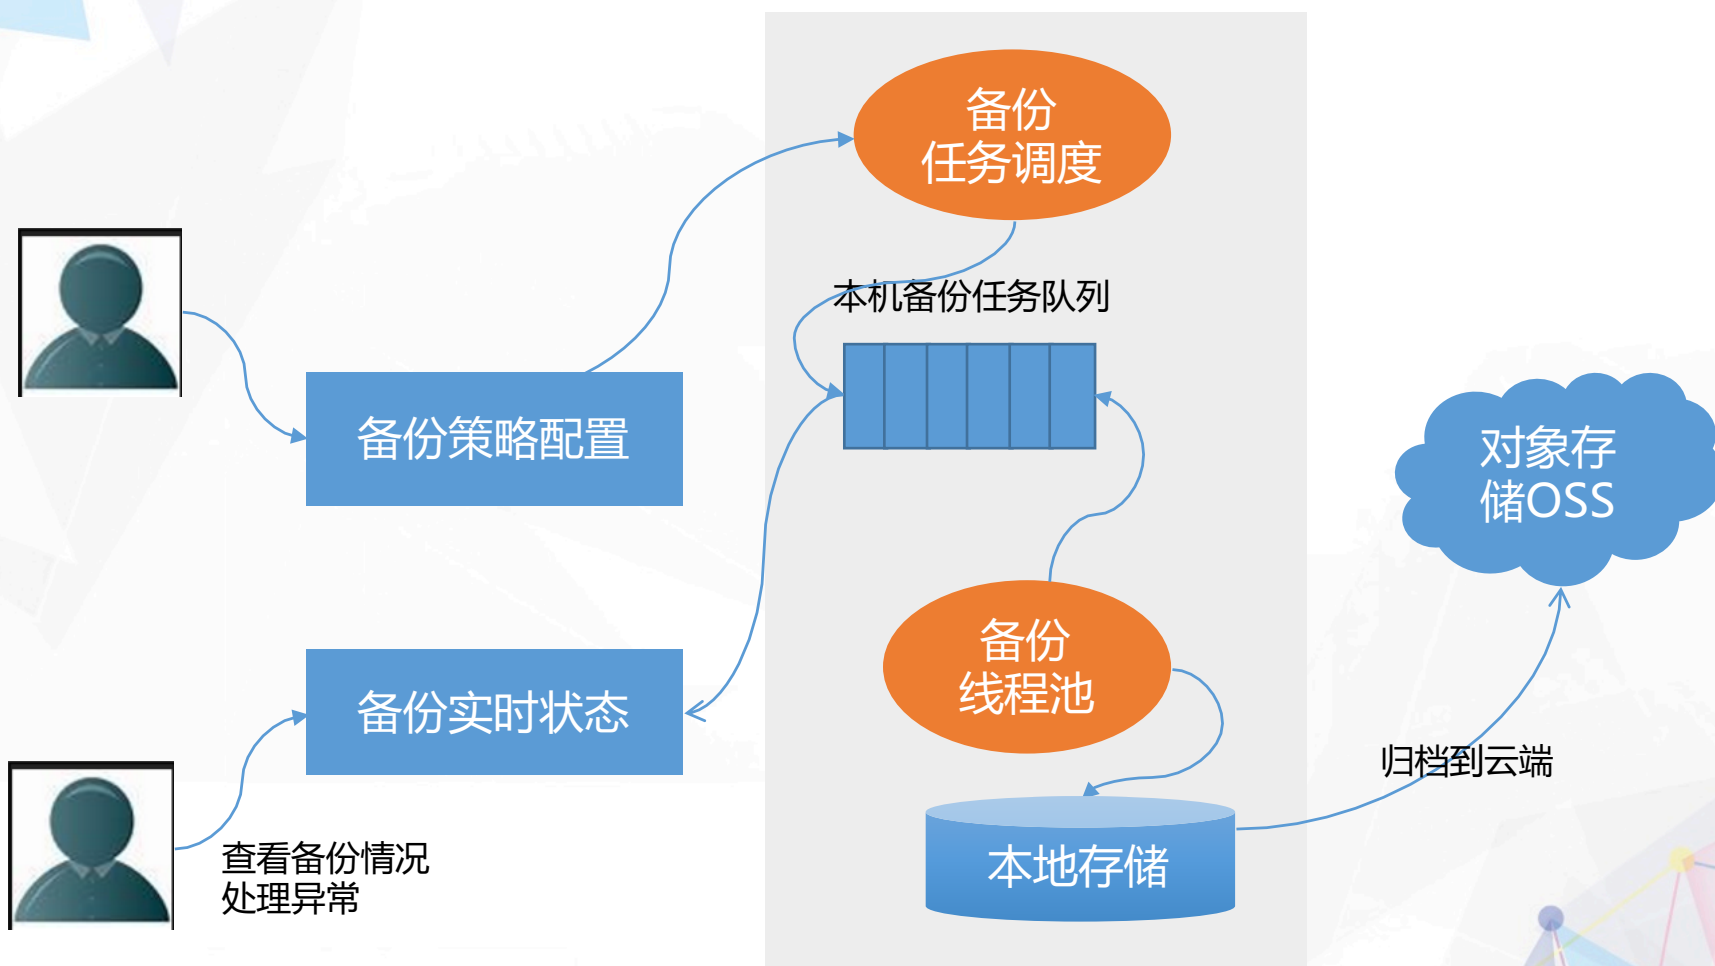 备份
任务调度
本机备份任务队列
备份策略配置
对象存
储OSS
备份
线程池
备份实时状态
归档到云端
查看备份情况
处理异常
本地存储